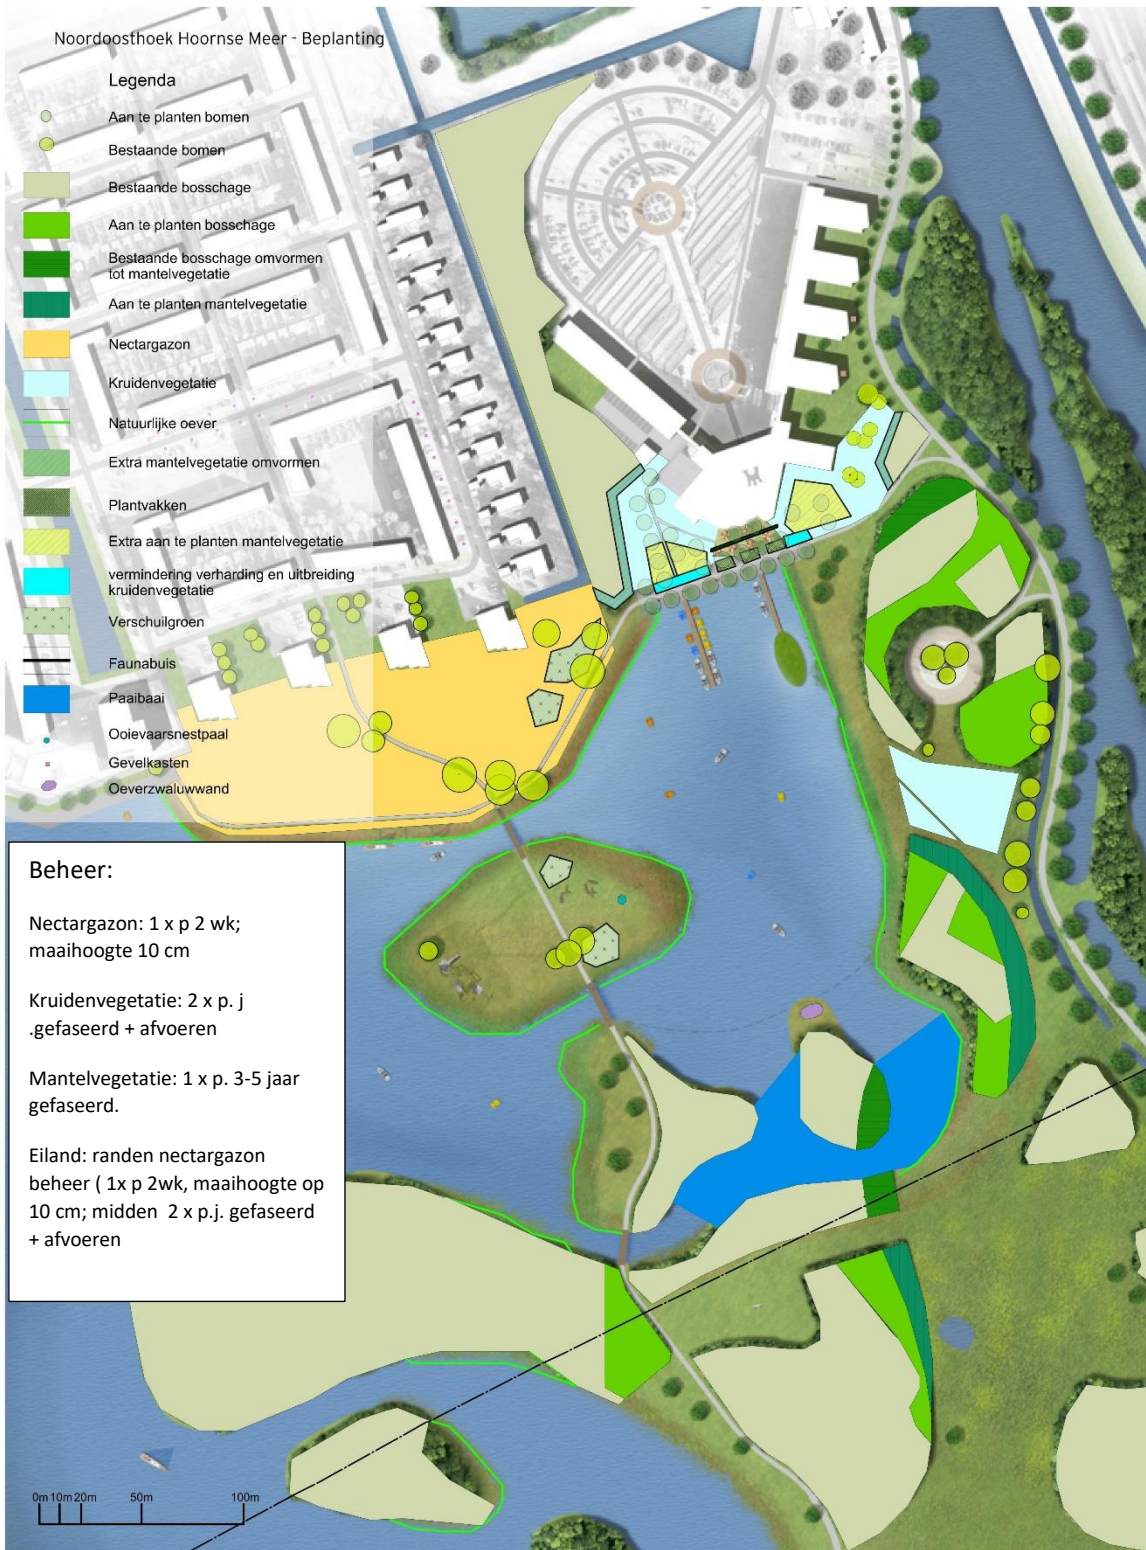 Noordoosthoek Hoornse Meer - Beplanting
Legenda
Aan te planten bomen
Bestaande bomen
Bestaande bosschage
Aan te planten bosschage
Bestaande bosschage omvormen
tot mantelvegetatie
Aan te planten mantelvegetatie
Nectargazon
Kruidenvegetatie
Natuurlijke oever
Extra mantelvegetatie omvormen
Plantvakken
Extra aan te planten mantelvegetatie
vermindering verharding en uitbreiding
kruidenvegetatie
Verschuilgroen
Faunabuis
Paaibaai
Ooievaarsnestpaal
Gevelkasten
Oeverzwaluwwand
Beheer:
Nectargazon: 1 x p 2 wk;
maaihoogte 10 cm
Kruidenvegetatie: 2 x p. j
.gefaseerd + afvoeren
Mantelvegetatie: 1 x p. 3-5 jaar
gefaseerd.
Eiland: randen nectargazon
beheer ( 1x p 2wk, maaihoogte op
10 cm; midden  2 x p.j. gefaseerd
+ afvoeren
0m 10m 20m 50m 100m